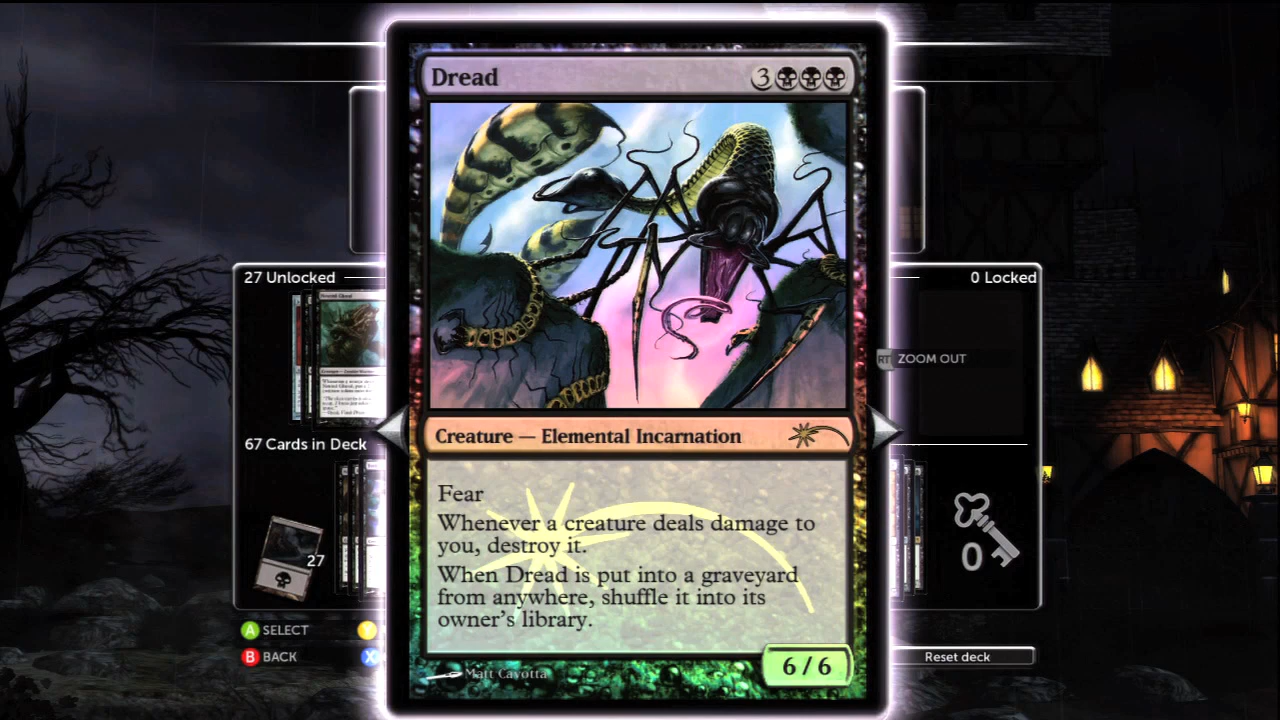 Dread
3
27 Unlocked
0 Locked
RT ZOOM OUT
67 Cards in Deck
Creature — Elemental Incarnation
Fear
Whenever a creature deals damage to
you, destroy it.
When Dread is put into a graveyard
from anywhere, shuffle it into its
owner's library.
27
0
A SELECT
Y
B BACK
X
Reset deck
Matt Cavotta
6/6